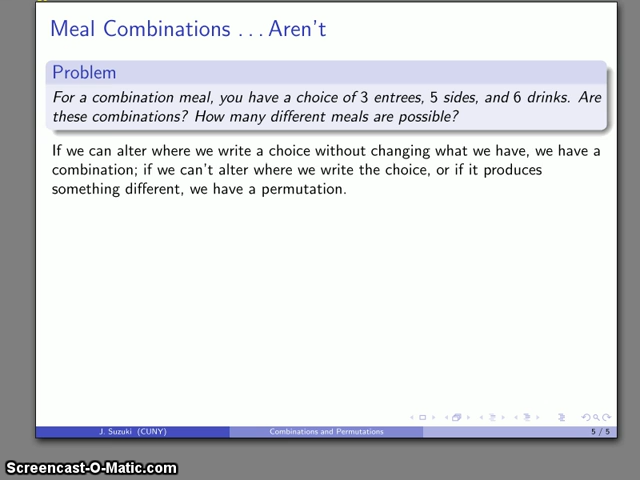 Meal Combinations . . . Aren't
Problem
For a combination meal, you have a choice of 3 entrees, 5 sides, and 6 drinks. Are
these combinations? How many different meals are possible?
If we can alter where we write a choice without changing what we have, we have a
combination; if we can't alter where we write the choice, or if it produces
something different, we have a permutation.
J. Suzuki (CUNY)
Combinations and Permutations
5 / 5
Screencast-O-Matic.com